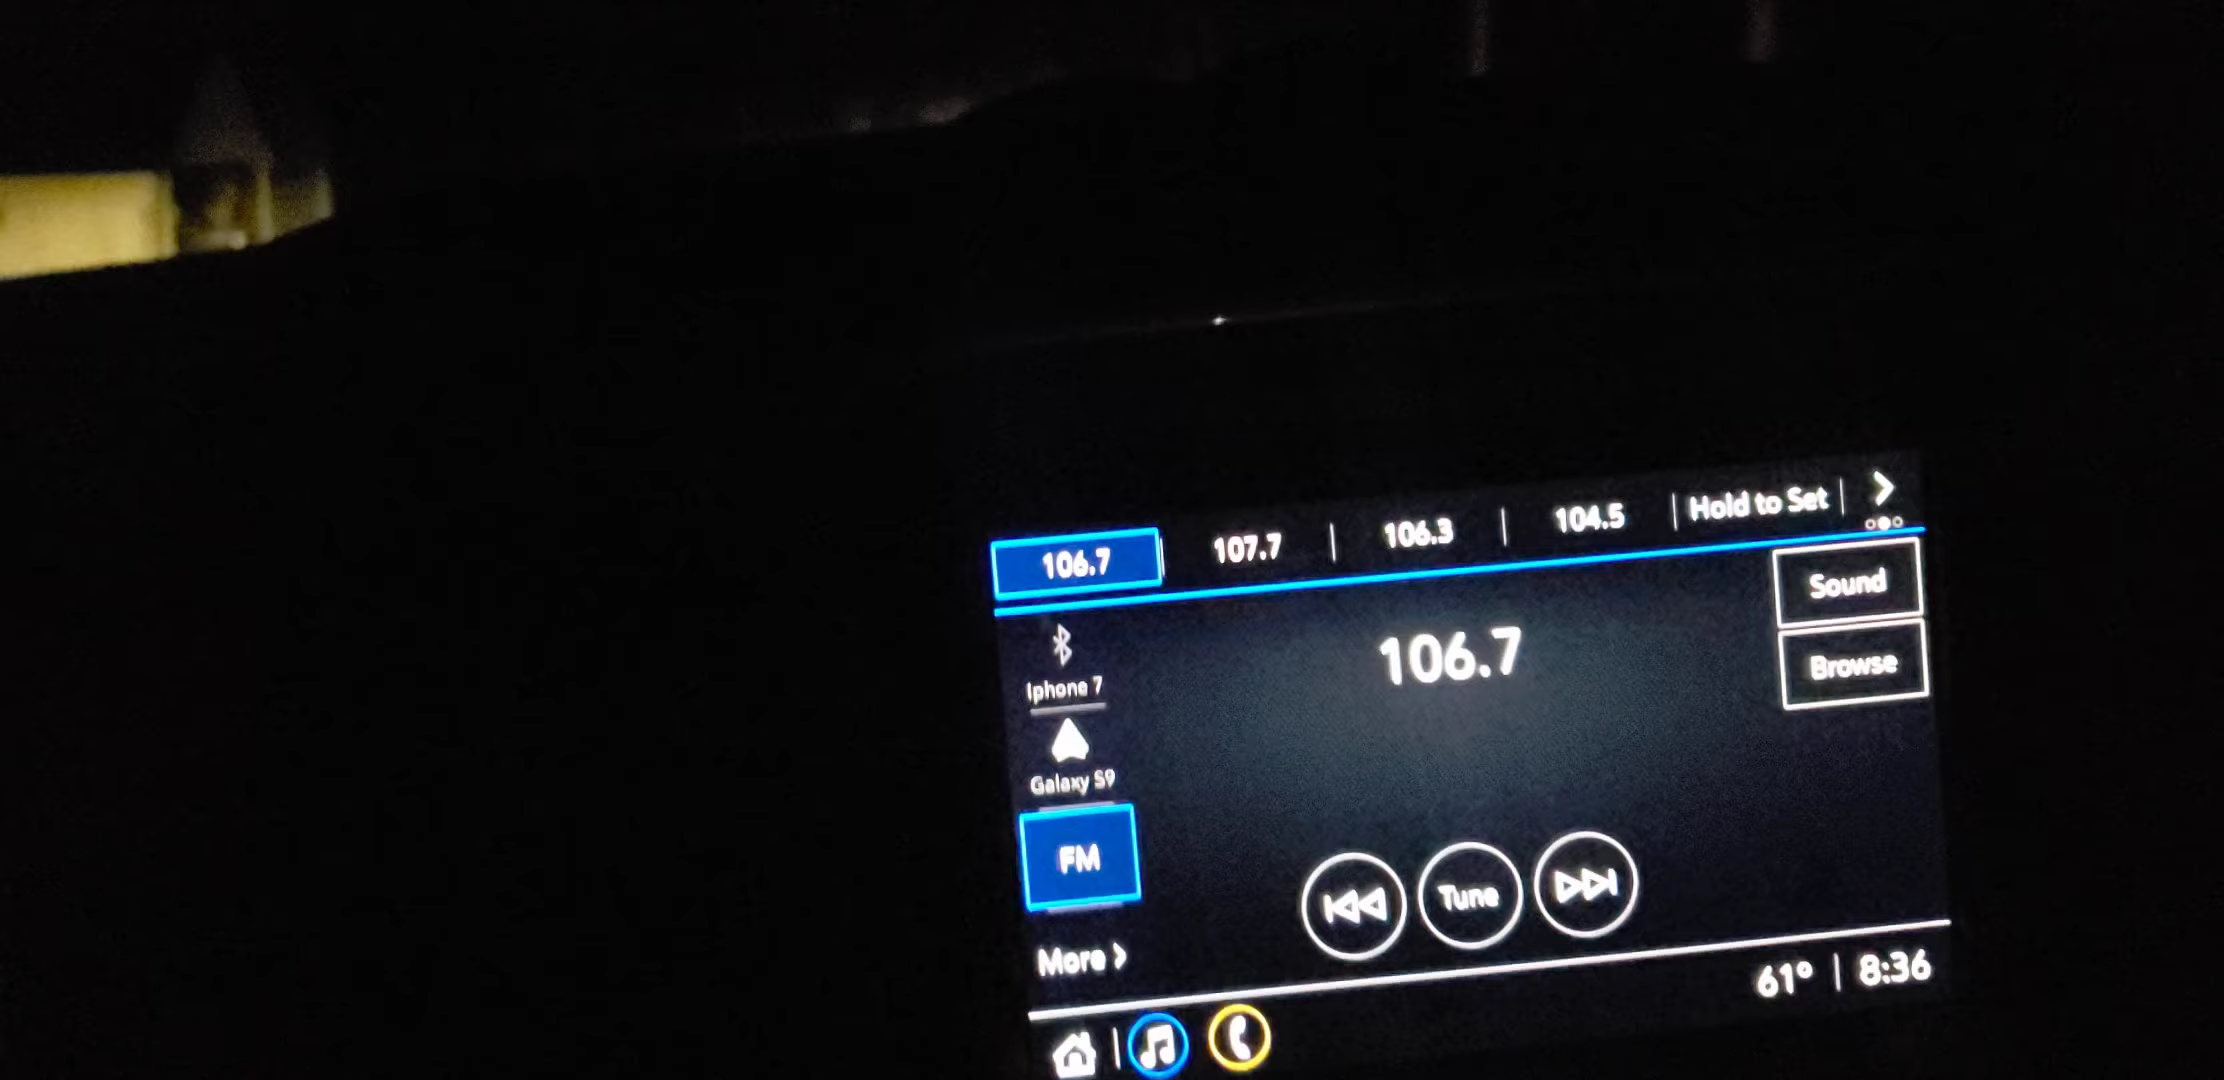 106.7 | 107.7 | 106.3 | 104.5 | Hold to Set |
Iphone 7
Galaxy S9
FM
More
106.7
Sound
Browse
Tune
61° | 8:36